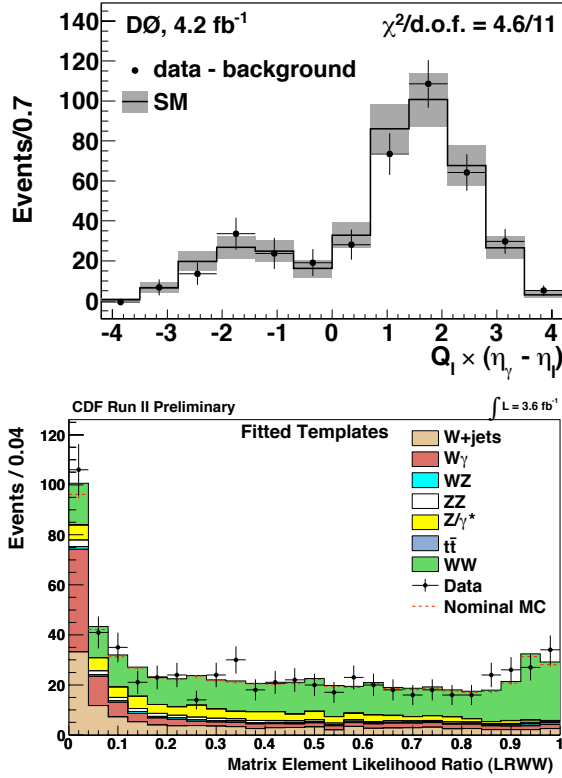 DØ, 4.2 fb⁻¹
χ²/d.o.f. = 4.6/11
data - background
SM
Events/0.7
140
120
100
80
60
40
20
0
-4 -3 -2 -1 0 1 2 3 4
Q_l × (η_γ - η_l)
CDF Run II Preliminary
∫ L = 3.6 fb⁻¹
Fitted Templates
W+jets
Wγ
WZ
ZZ
Z/γ*
tt̄
WW
Data
Nominal MC
Events / 0.04
120
100
80
60
40
20
0
0 0.1 0.2 0.3 0.4 0.5 0.6 0.7 0.8 0.9 1
Matrix Element Likelihood Ratio (LRWW)